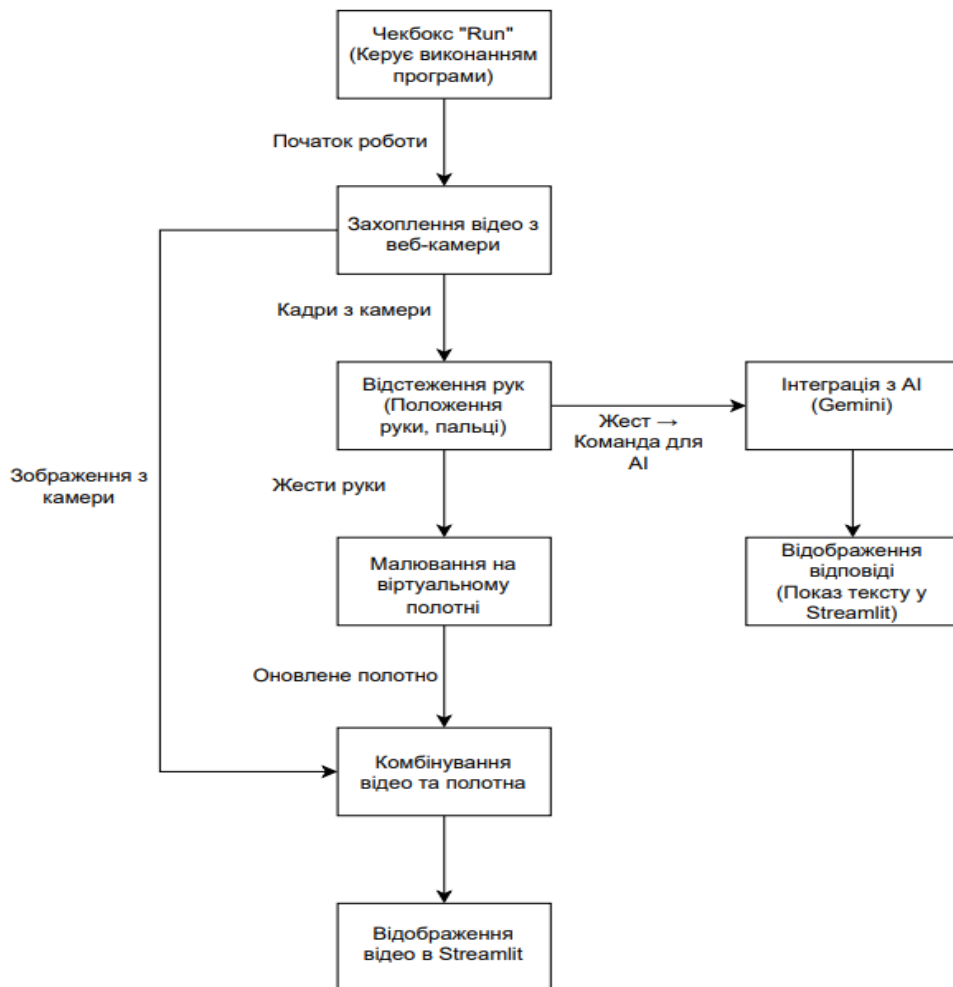 Чекбокс "Run"
(Керує виконанням
програми)
Початок роботи
Захоплення відео з
веб-камери
Кадри з камери
Відстеження рук
(Положення
руки, пальці)
Жест →
Команда для
AI
Інтеграція з AI
(Gemini)
Зображення з
камери
Жести руки
Малювання на
віртуальному
полотні
Відображення
відповіді
(Показ тексту у
Streamlit)
Оновлене полотно
Комбінування
відео та полотна
Відображення
відео в Streamlit